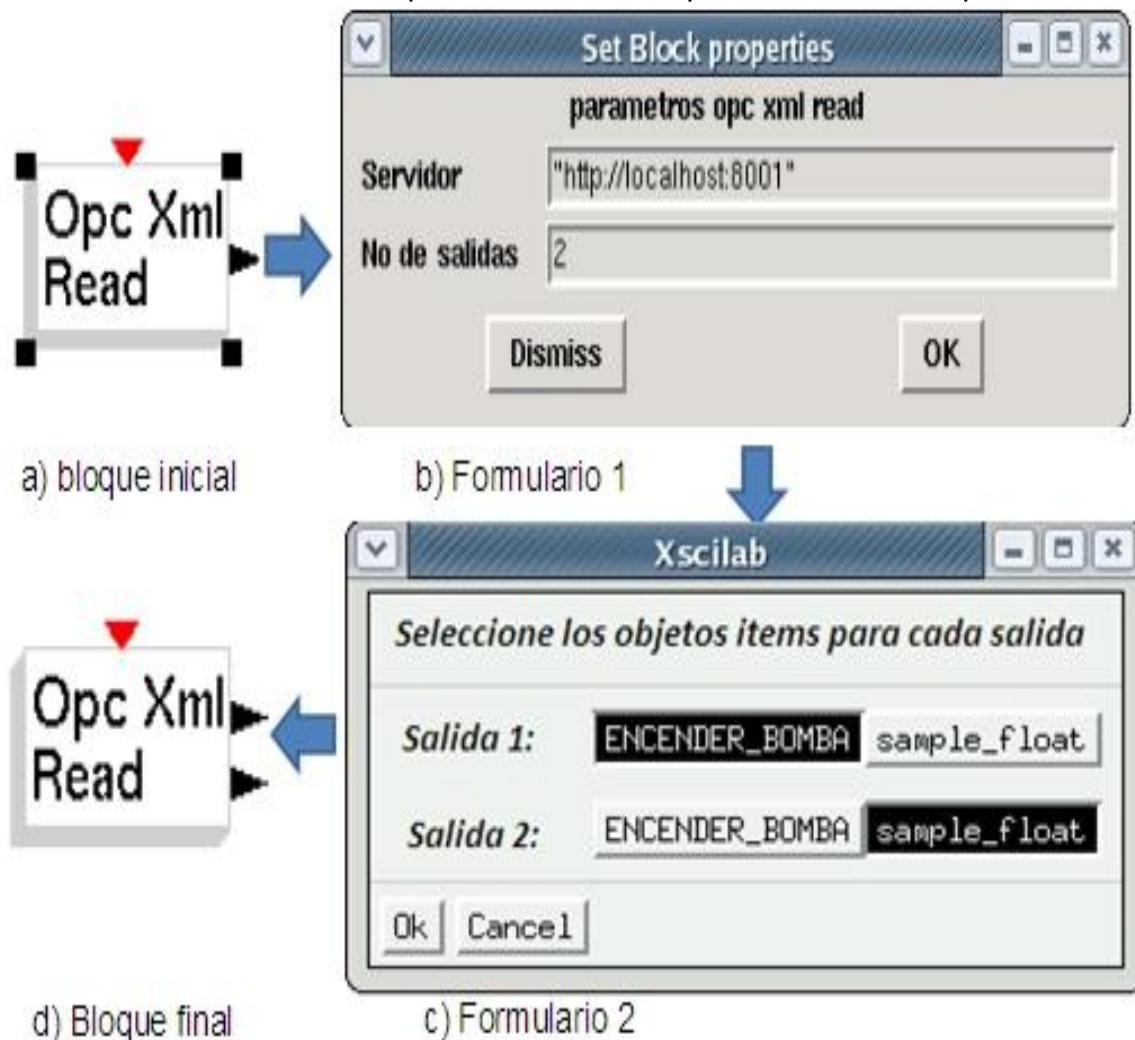 Set Block properties
parametros opc xml read
Opc Xml
Read
Servidor "http://localhost:8001"
No de salidas 2
Dismiss OK
a) bloque inicial
b) Formulario 1
Xscilab
Seleccione los objetos items para cada salida
Opc Xml
Read
Salida 1: ENCENDER_BOMBA sample_float
Salida 2: ENCENDER_BOMBA sample_float
Ok Cancel
d) Bloque final
c) Formulario 2